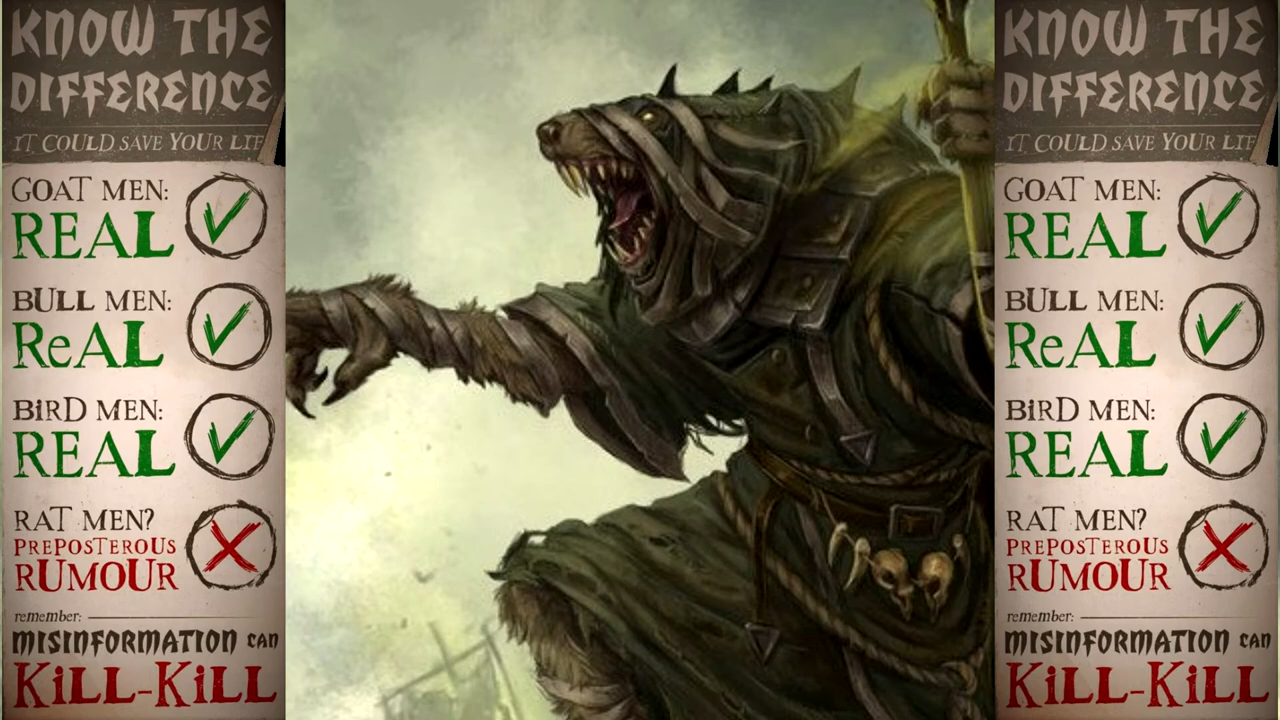 KNOW THE
DIFFERENCE
IT COULD SAVE YOUR LIF
GOAT MEN:
REAL
BULL MEN:
ReAL
BiRD MEN:
REAL
RAT MEN?
PREPOSTEROUS
RUMOUR
remember:
MISINFORMATION CAN
KiLL-KiLL
KNOW THE
DIFFERENCE
IT COULD SAVE YOUR LIF
GOAT MEN:
REAL
BULL MEN:
ReAL
BiRD MEN:
REAL
RAT MEN?
PREPOSTEROUS
RUMOUR
remember:
MISINFORMATION CAN
KiLL-KiLL